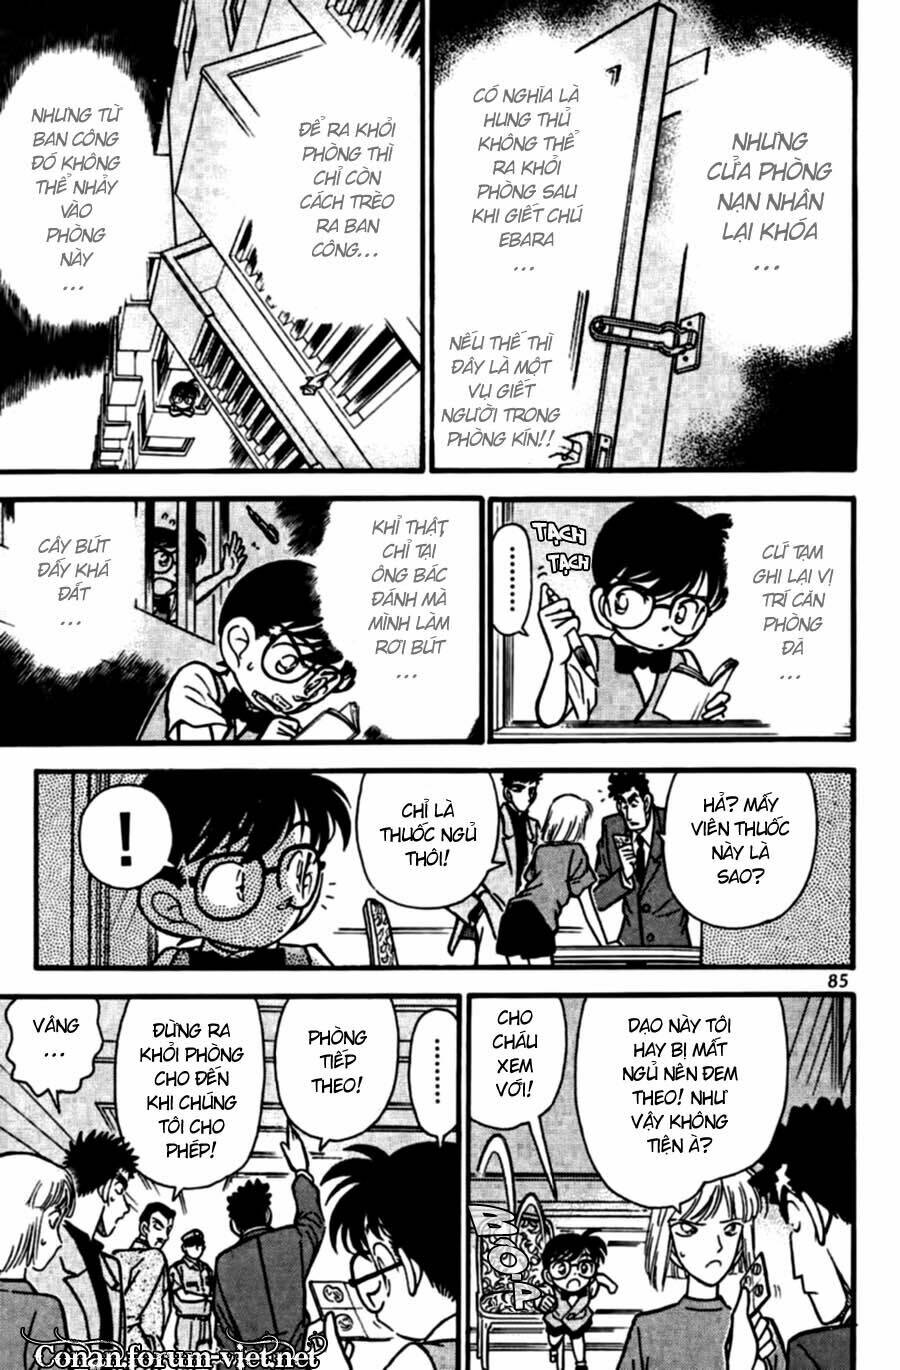 NHƯNG
CỬA PHÒNG
NẠN NHÂN
LẠI KHÓA
...
CÓ NGHĨA LÀ
HUNG THỦ
KHÔNG THỂ
RA KHỎI
PHÒNG SAU
KHI GIẾT CHÚ
EBARA
...
NẾU THẾ THÌ
ĐÂY LÀ MỘT
VỤ GIẾT
NGƯỜI TRONG
PHÒNG KÍN!!
ĐỂ RA KHỎI
PHÒNG THÌ
CHỈ CÒN
CÁCH TRÈO
RA BAN
CÔNG...
NHƯNG TỪ
BAN CÔNG
ĐÓ KHÔNG
THỂ NHẢY
VÀO
PHÒNG
NÀY
...
CỨ TẠM
GHI LẠI VỊ
TRÍ CĂN
PHÒNG
ĐÃ
...
TẠCH
TẠCH
........
KHỈ THẬT,
CHỈ TẠI
ÔNG BÁC
ĐÁNH MÀ
MÌNH LÀM
RƠI BÚT
...
CÂY BÚT
ĐẤY KHÁ
ĐẮT
...
HẢ? MẤY
VIÊN THUỐC
NÀY LÀ
SAO?
CHỈ LÀ
THUỐC NGỦ
THÔI!
!
85
DẠO NÀY TÔI
HAY BỊ MẤT
NGỦ NÊN ĐEM
THEO! NHƯ
VẬY KHÔNG
TIỆN À?
CHO
CHÁU
XEM
VỚI!
BỘP
........
PHÒNG
TIẾP
THEO!
ĐỪNG RA
KHỎI PHÒNG
CHO ĐẾN
KHI CHÚNG
TÔI CHO
PHÉP!
VÂNG
...
Conan.forum-viet.net